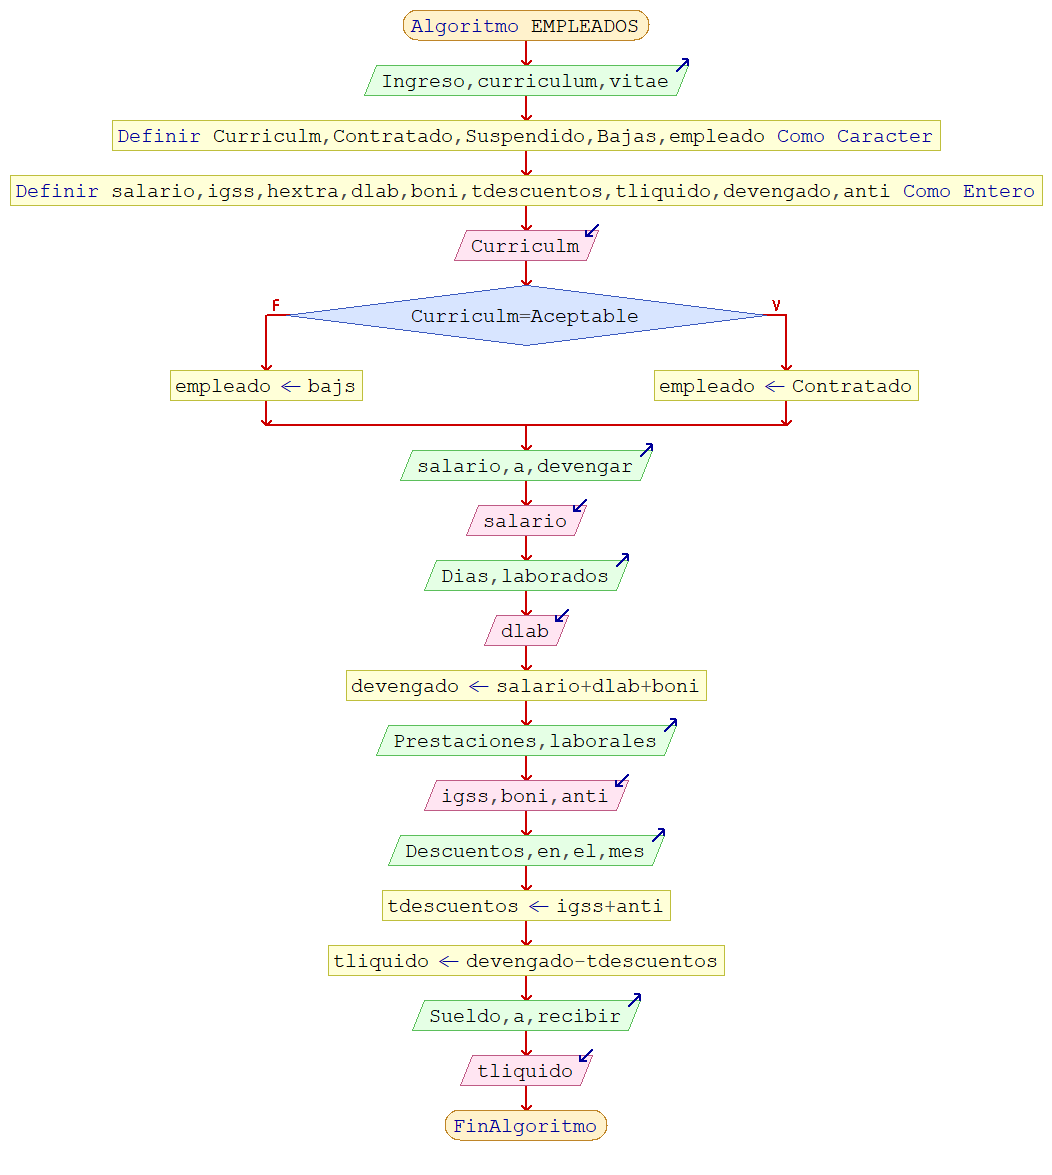 Algoritmo EMPLEADOS
Ingreso,curriculum,vitae
Definir Curriculm,Contratado,Suspendido,Bajas,empleado Como Caracter
Definir salario,igss,hextra,dlab,boni,tdescuentos,tliquido,devengado,anti Como Entero
Curriculm
F
V
Curriculm=Aceptable
empleado ← bajs
empleado ← Contratado
salario,a,devengar
salario
Dias,laborados
dlab
devengado ← salario+dlab+boni
Prestaciones,laborales
igss,boni,anti
Descuentos,en,el,mes
tdescuentos ← igss+anti
tliquido ← devengado-tdescuentos
Sueldo,a,recibir
tliquido
FinAlgoritmo